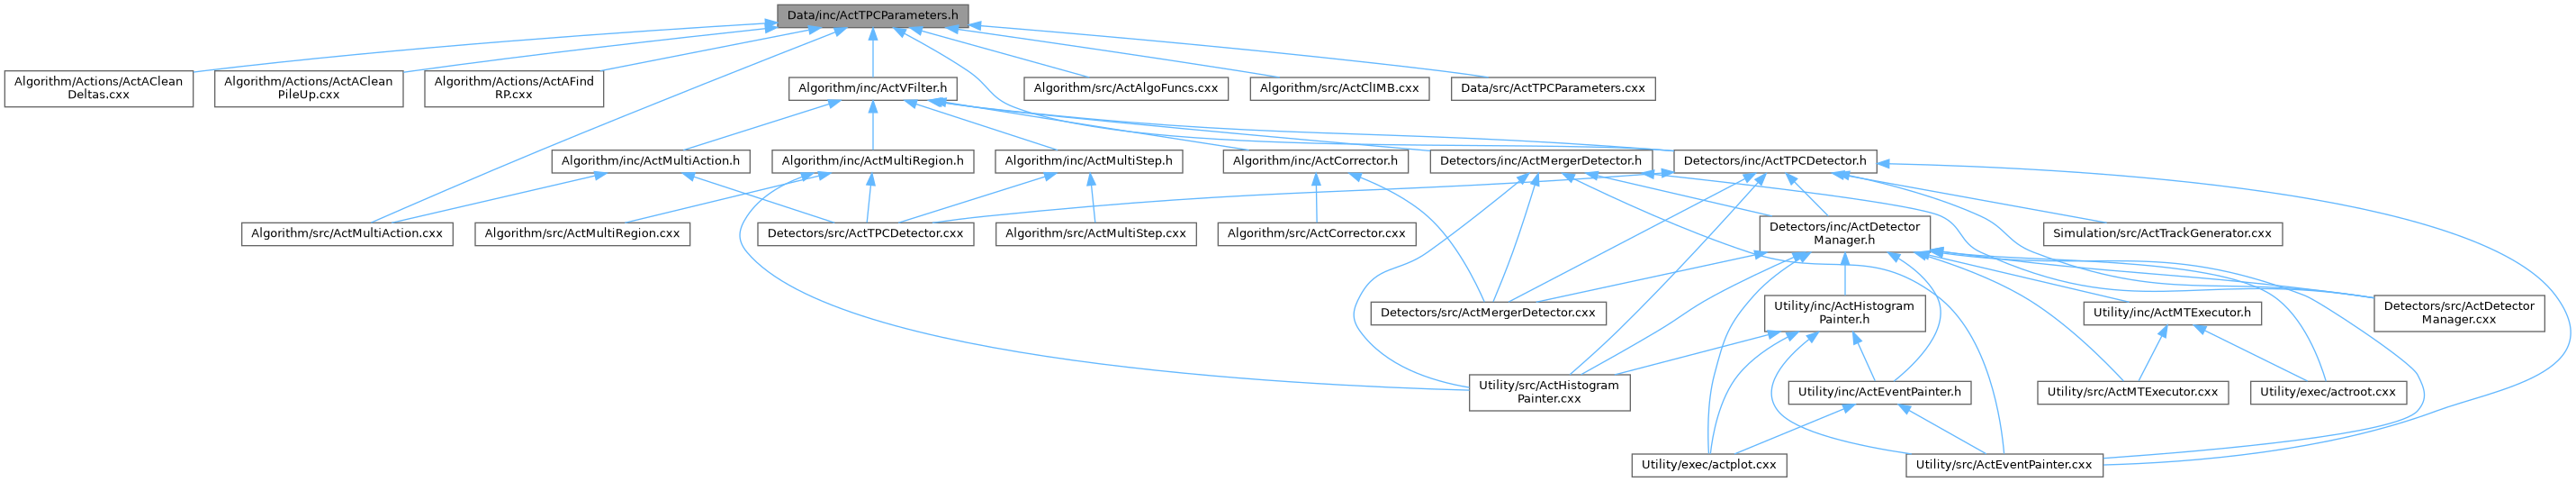 Data/inc/ActTPCParameters.h
Algorithm/Actions/ActAClean
Deltas.cxx
Algorithm/Actions/ActAClean
PileUp.cxx
Algorithm/Actions/ActAFind
RP.cxx
Algorithm/inc/ActVFilter.h
Algorithm/src/ActAlgoFuncs.cxx
Algorithm/src/ActClIMB.cxx
Data/src/ActTPCParameters.cxx
Algorithm/inc/ActMultiAction.h
Algorithm/inc/ActMultiRegion.h
Algorithm/inc/ActMultiStep.h
Algorithm/inc/ActCorrector.h
Detectors/inc/ActMergerDetector.h
Detectors/inc/ActTPCDetector.h
Algorithm/src/ActMultiAction.cxx
Algorithm/src/ActMultiRegion.cxx
Detectors/src/ActTPCDetector.cxx
Algorithm/src/ActMultiStep.cxx
Algorithm/src/ActCorrector.cxx
Detectors/inc/ActDetector
Manager.h
Simulation/src/ActTrackGenerator.cxx
Detectors/src/ActMergerDetector.cxx
Utility/inc/ActHistogram
Painter.h
Utility/inc/ActMTExecutor.h
Detectors/src/ActDetector
Manager.cxx
Utility/src/ActHistogram
Painter.cxx
Utility/inc/ActEventPainter.h
Utility/src/ActMTExecutor.cxx
Utility/exec/actroot.cxx
Utility/exec/actplot.cxx
Utility/src/ActEventPainter.cxx